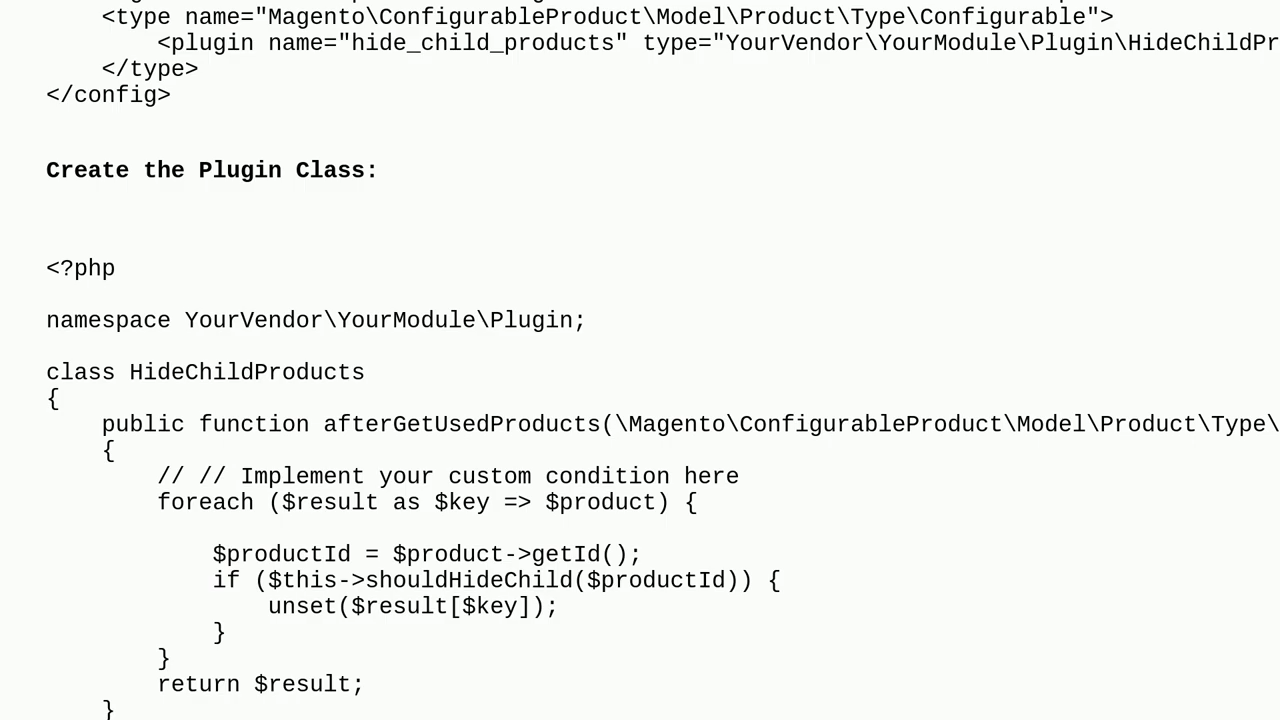 <type name="Magento\ConfigurableProduct\Model\Product\Type\Configurable">
<plugin name="hide_child_products" type="YourVendor\YourModule\Plugin\HideChildPr
</type>
</config>
Create the Plugin Class:
<?php
namespace YourVendor\YourModule\Plugin;
class HideChildProducts
{
public function afterGetUsedProducts(\Magento\ConfigurableProduct\Model\Product\Type\
{
// // Implement your custom condition here
foreach ($result as $key => $product) {
$productId = $product->getId();
if ($this->shouldHideChild($productId)) {
unset($result[$key]);
}
}
return $result;
}